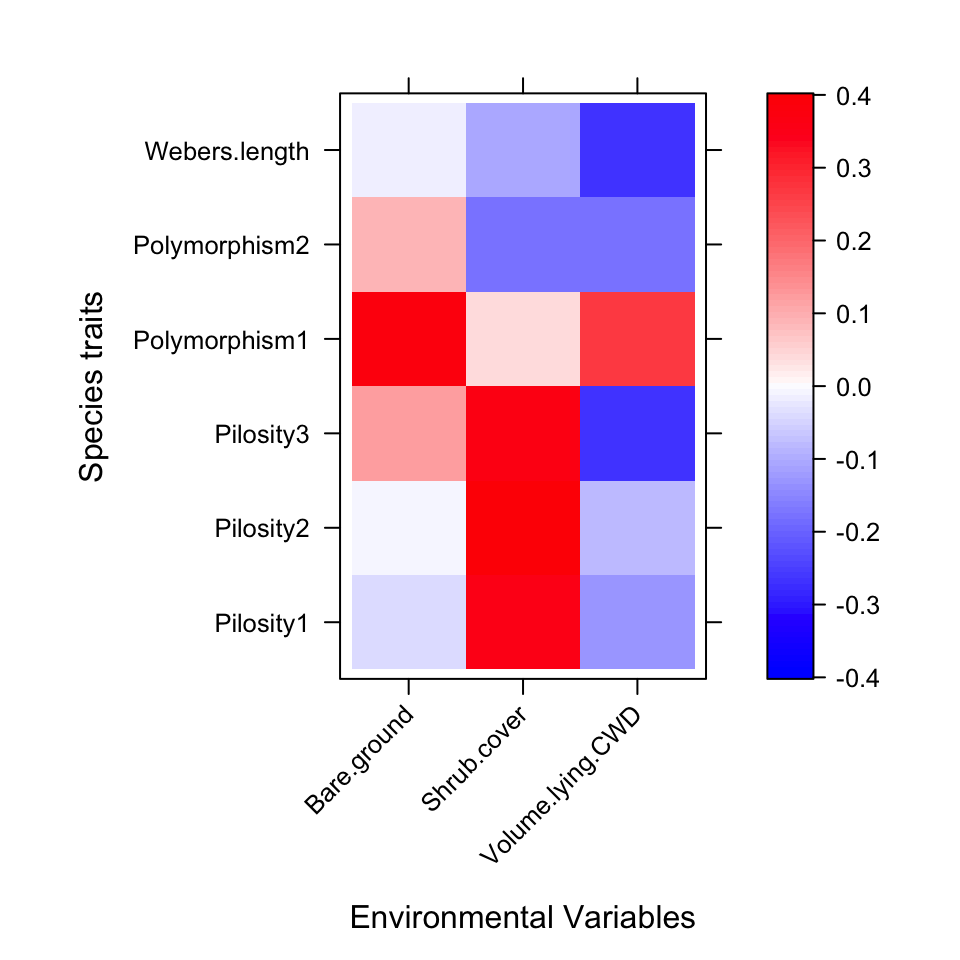 Webers.length
Polymorphism2
Polymorphism1
Pilosity3
Pilosity2
Pilosity1
Species traits
Bare.ground
Shrub.cover
Volume.lying.CWD
Environmental Variables
0.4
0.3
0.2
0.1
0.0
-0.1
-0.2
-0.3
-0.4